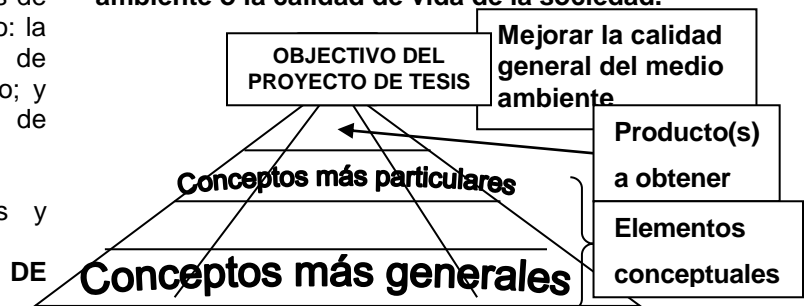 s de
o: la
de
o; y
de
s y
DE
ambiente o la calidad de vida de la sociedad.
OBJECTIVO DEL
PROYECTO DE TESIS
Mejorar la calidad
general del medio
ambiente
Producto(s)
a obtener
Conceptos más particulares
Elementos
conceptuales
Conceptos más generales